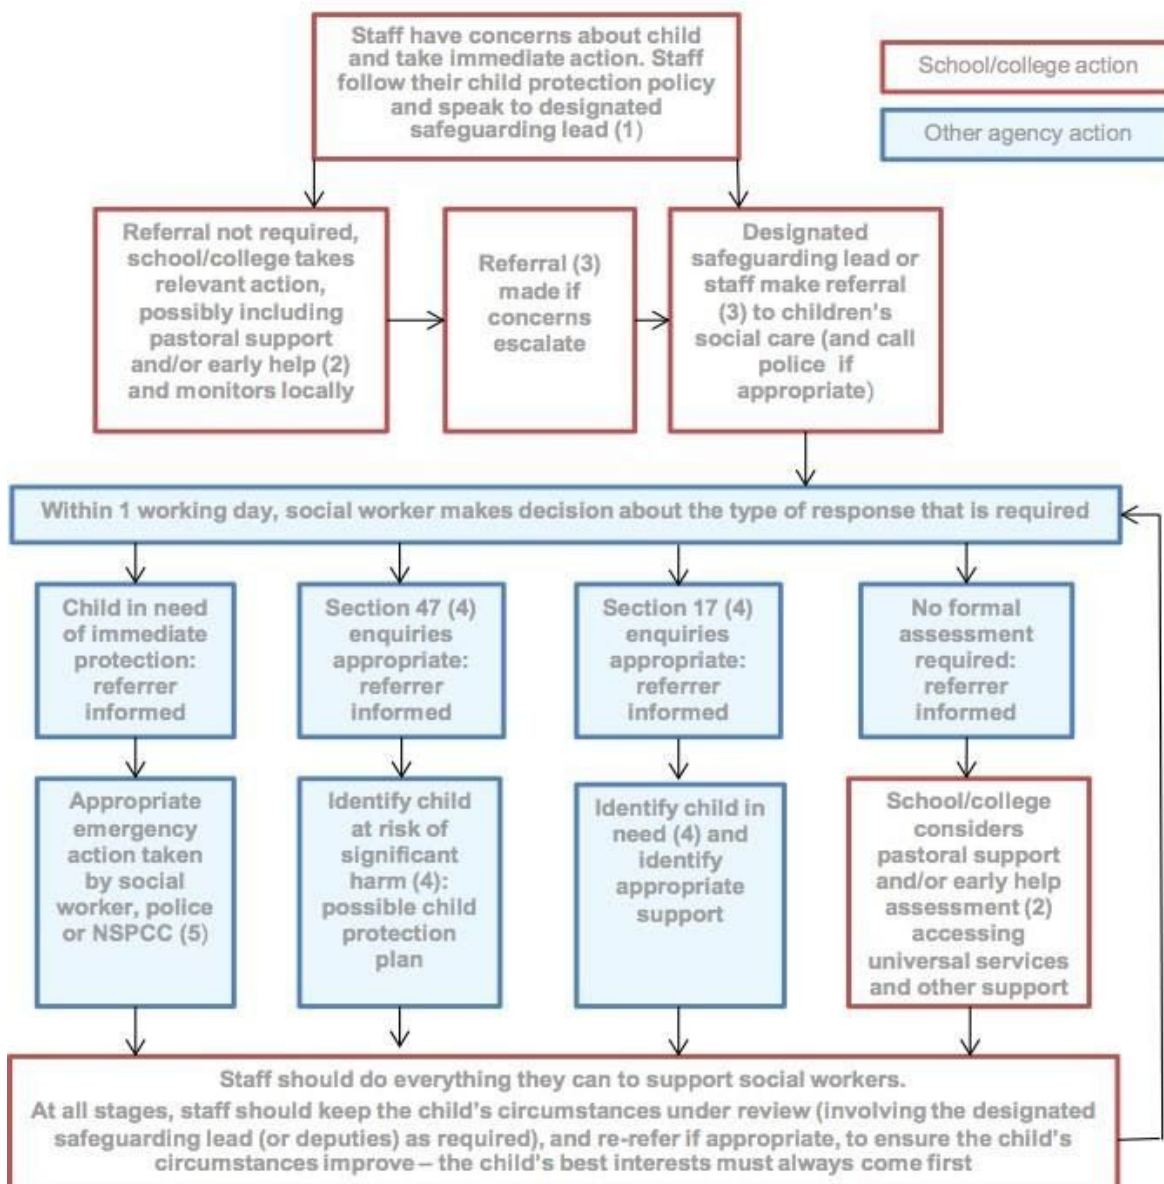 Staff have concerns about child
and take immediate action. Staff
follow their child protection policy
and speak to designated
safeguarding lead (1)
School/college action
Other agency action
Referral not required,
school/college takes
relevant action,
possibly including
pastoral support
and/or early help (2)
and monitors locally
Referral (3)
made if
concerns
escalate
Designated
safeguarding lead or
staff make referral
(3) to children's
social care (and call
police if
appropriate)
Within 1 working day, social worker makes decision about the type of response that is required
Child in need
of immediate
protection:
referrer
informed
Section 47 (4)
enquiries
appropriate:
referrer
informed
Section 17 (4)
enquiries
appropriate:
referrer
informed
No formal
assessment
required:
referrer
informed
Appropriate
emergency
action taken
by social
worker, police
or NSPCC (5)
Identify child
at risk of
significant
harm (4):
possible child
protection
plan
Identify child in
need (4) and
identify
appropriate
support
School/college
considers
pastoral support
and/or early help
assessment (2)
accessing
universal services
and other support
Staff should do everything they can to support social workers.
At all stages, staff should keep the child's circumstances under review (involving the designated
safeguarding lead (or deputies) as required), and re-refer if appropriate, to ensure the child's
circumstances improve – the child's best interests must always come first